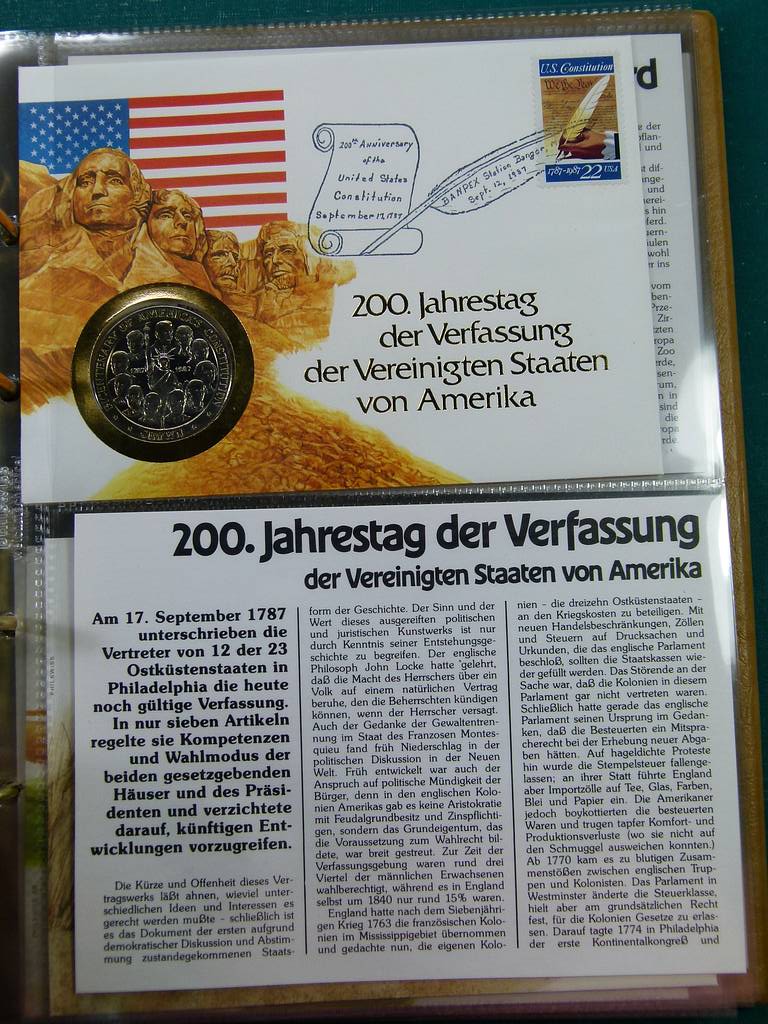 U.S. Constitution
We the People
1787-1987 22 USA
200th Anniversary
of the
United States
Constitution
September 17, 1787
BANPEX Station Bangor
Sept. 12, 1987
200. Jahrestag
der Verfassung
der Vereinigten Staaten
von Amerika
BICENTENARY OF AMERICA'S CONSTITUTION
1787 1987
1 CROWN
rd
200. Jahrestag der Verfassung
der Vereinigten Staaten von Amerika
Am 17. September 1787
unterschrieben die
Vertreter von 12 der 23
Ostküstenstaaten in
Philadelphia die heute
noch gültige Verfassung.
In nur sieben Artikeln
regelte sie Kompetenzen
und Wahlmodus der
beiden gesetzgebenden
Häuser und des Präsi-
denten und verzichtete
darauf, künftigen Ent-
wicklungen vorzugreifen.
Die Kürze und Offenheit dieses Ver-
tragswerks läßt ahnen, wieviel unter-
schiedlichen Ideen und Interessen es
gerecht werden mußte - schließlich ist
es das Dokument der ersten aufgrund
demokratischer Diskussion und Abstim-
mung zustandegekommenen Staats-
form der Geschichte. Der Sinn und der
Wert dieses ausgereiften politischen
und juristischen Kunstwerks ist nur
durch Kenntnis seiner Entstehungsge-
schichte zu begreifen. Der englische
Philosoph John Locke hatte gelehrt,
daß die Macht des Herrschers über ein
Volk auf einem natürlichen Vertrag
beruhe, den die Beherrschten kündigen
können, wenn der Herrscher versagt.
Auch der Gedanke der Gewaltentren-
nung im Staat des Franzosen Montes-
quieu fand früh Niederschlag in der
politischen Diskussion in der Neuen
Welt. Früh entwickelt war auch der
Anspruch auf politische Mündigkeit der
Bürger, denn in den englischen Kolo-
nien Amerikas gab es keine Aristokratie
mit Feudalgrundbesitz und Zinspflichti-
gen, sondern das Grundeigentum, das
die Voraussetzung zum Wahlrecht bil-
dete, war breit gestreut. Zur Zeit der
Verfassungsgebung waren rund drei
Viertel der männlichen Erwachsenen
wahlberechtigt, während es in England
selbst um 1840 nur rund 15% waren.
England hatte nach dem Siebenjähri-
gen Krieg 1763 die französischen Kolo-
nien im Mississippigebiet übernommen
und gedachte nun, die eigenen Kolo-
nien - die dreizehn Ostküstenstaaten -
an den Kriegskosten zu beteiligen. Mit
neuen Handelsbeschränkungen, Zöllen
und Steuern auf Drucksachen und
Urkunden, die das englische Parlament
beschloß, sollten die Staatskassen wie-
der gefüllt werden. Das Störende an der
Sache war, daß die Kolonien in diesem
Parlament gar nicht vertreten waren.
Schließlich hatte gerade das englische
Parlament seinen Ursprung im Gedan-
ken, daß die Besteuerten ein Mitspra-
cherecht bei der Erhebung neuer Abga-
ben hätten. Auf hageldichte Proteste
hin wurde die Stempelsteuer fallenge-
lassen; an ihrer Statt führte England
aber Importzölle auf Tee, Glas, Farben,
Blei und Papier ein. Die Amerikaner
jedoch boykottierten die besteuerten
Waren und trugen tapfer Komfort- und
Produktionsverluste (wo sie nicht auf
den Schmuggel ausweichen konnten.)
Ab 1770 kam es zu blutigen Zusam-
menstößen zwischen englischen Trup-
pen und Kolonisten. Das Parlament in
Westminster änderte die Steuerklasse,
hielt aber am grundsätzlichen Recht
fest, für die Kolonien Gesetze zu erlas-
sen. Darauf tagte 1774 in Philadelphia
der erste Kontinentalkongreß und